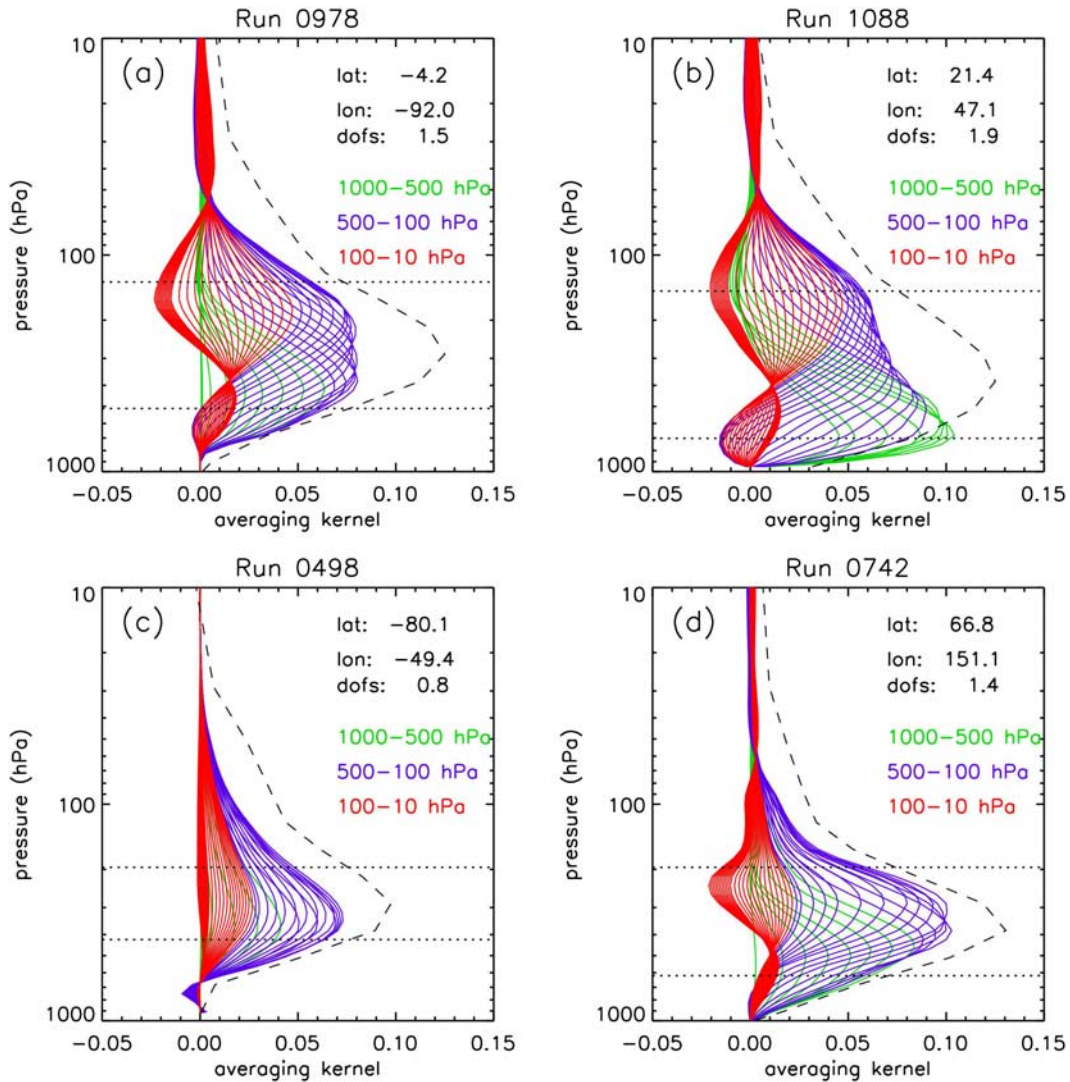 Run 0978
(a)
lat: −4.2
lon: −92.0
dofs: 1.5
1000−500 hPa
500−100 hPa
100−10 hPa
10
100
1000
pressure (hPa)
−0.05 0.00 0.05 0.10 0.15
averaging kernel
Run 1088
(b)
lat: 21.4
lon: 47.1
dofs: 1.9
1000−500 hPa
500−100 hPa
100−10 hPa
10
100
1000
pressure (hPa)
−0.05 0.00 0.05 0.10 0.15
averaging kernel
Run 0498
(c)
lat: −80.1
lon: −49.4
dofs: 0.8
1000−500 hPa
500−100 hPa
100−10 hPa
10
100
1000
pressure (hPa)
−0.05 0.00 0.05 0.10 0.15
averaging kernel
Run 0742
(d)
lat: 66.8
lon: 151.1
dofs: 1.4
1000−500 hPa
500−100 hPa
100−10 hPa
10
100
1000
pressure (hPa)
−0.05 0.00 0.05 0.10 0.15
averaging kernel